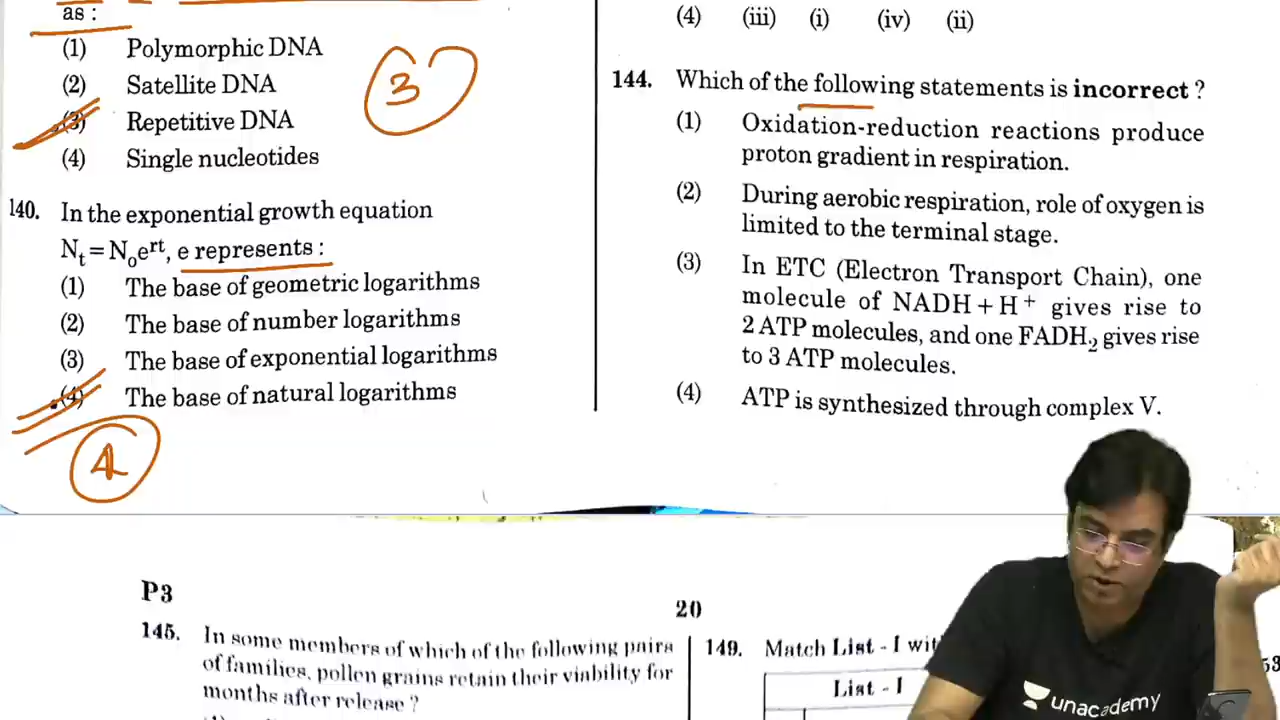 as :
(1) Polymorphic DNA
(2) Satellite DNA
(3) Repetitive DNA
(4) Single nucleotides
3
140. In the exponential growth equation
Nt = Noert, e represents :
(1) The base of geometric logarithms
(2) The base of number logarithms
(3) The base of exponential logarithms
(4) The base of natural logarithms
4
(4) (iii) (i) (iv) (ii)
144. Which of the following statements is incorrect ?
(1) Oxidation-reduction reactions produce
proton gradient in respiration.
(2) During aerobic respiration, role of oxygen is
limited to the terminal stage.
(3) In ETC (Electron Transport Chain), one
molecule of NADH + H+ gives rise to
2 ATP molecules, and one FADH2 gives rise
to 3 ATP molecules.
(4) ATP is synthesized through complex V.
P3
20
145. In some members of which of the following pairs
of families, pollen grains retain their viability for
months after release ?
149. Match List - I
List - I
unacademy